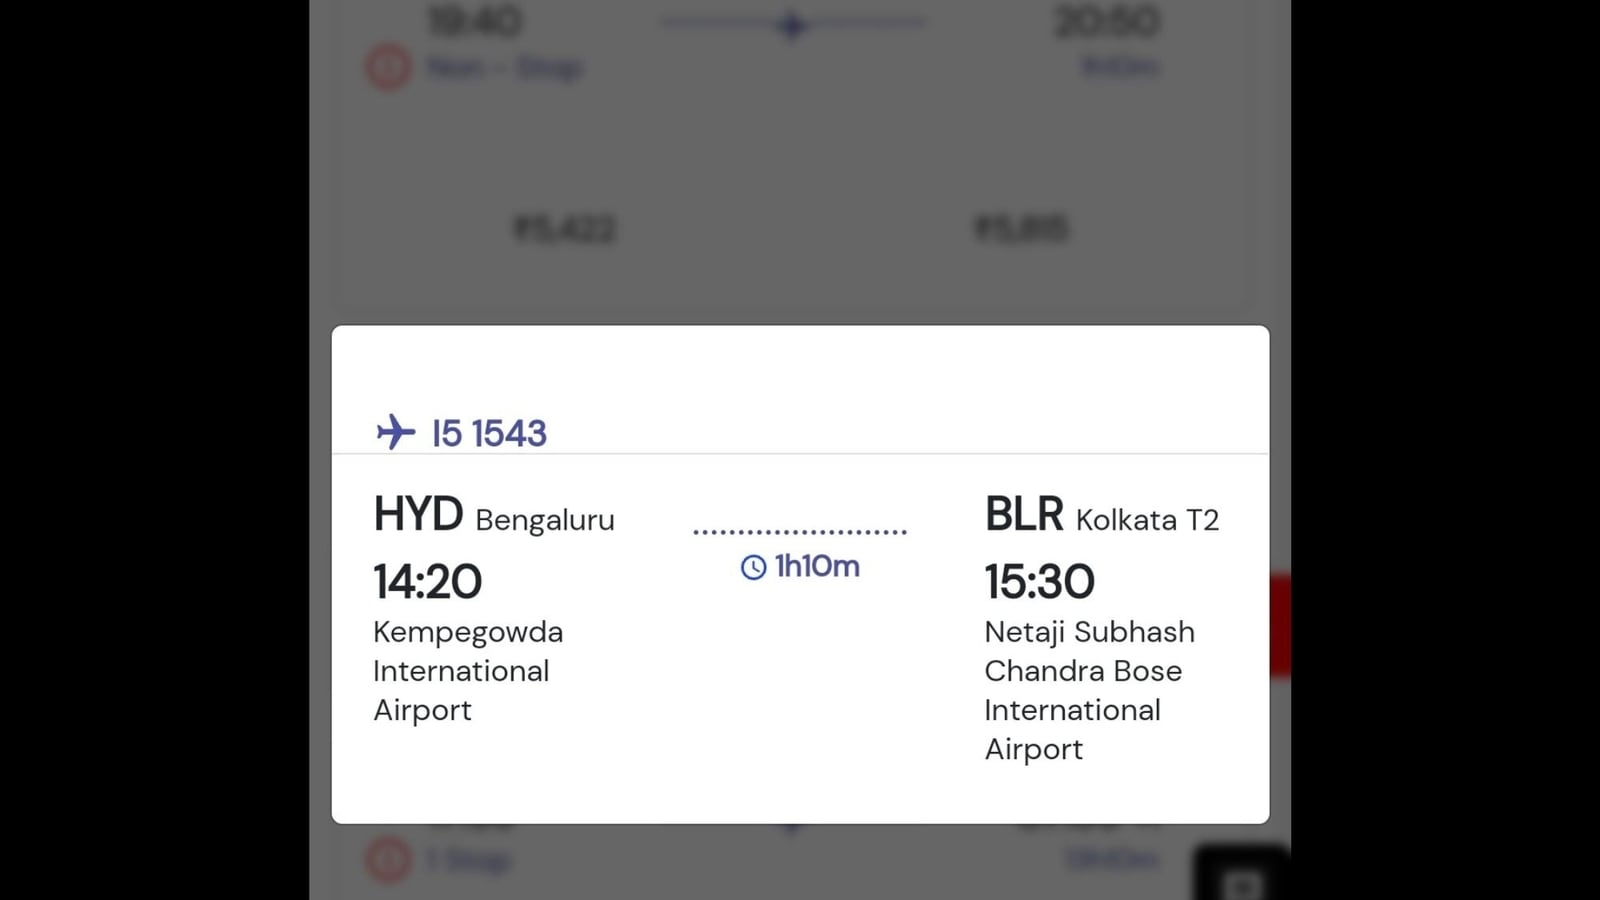 19:40
20:50
Non - Stop
1h10m
₹5,422
₹5,815
I5 1543
HYD Bengaluru
BLR Kolkata T2
1h10m
14:20
15:30
Kempegowda
International
Airport
Netaji Subhash
Chandra Bose
International
Airport
1 Stop